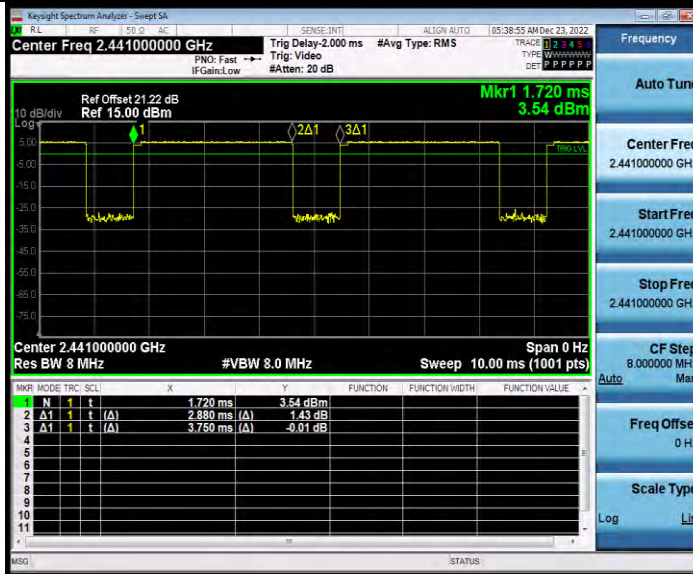 Keysight Spectrum Analyzer - Swept SA
RL RF 50 Ω AC SENSE:INT ALIGN AUTO 05:38:55 AM Dec 23, 2022
Center Freq 2.441000000 GHz
PNO: Fast
IFGain:Low
Trig Delay-2.000 ms
Trig: Video
#Atten: 20 dB
#Avg Type: RMS
TRACE 1 2 3 4 5 6
TYPE WWWWWW
DET P P P P P P
Ref Offset 21.22 dB
10 dB/div Ref 15.00 dBm
Log
Mkr1 1.720 ms
3.54 dBm
1
2Δ1
3Δ1
TRIG LVL
5.00
-5.00
-15.0
-25.0
-35.0
-45.0
-55.0
-65.0
-75.0
Center 2.441000000 GHz Span 0 Hz
Res BW 8 MHz #VBW 8.0 MHz Sweep 10.00 ms (1001 pts)
MKR MODE TRC SCL X Y FUNCTION FUNCTION WIDTH FUNCTION VALUE
1 N 1 t 1.720 ms 3.54 dBm
2 Δ1 1 t (Δ) 2.880 ms (Δ) 1.43 dB
3 Δ1 1 t (Δ) 3.750 ms (Δ) -0.01 dB
4
5
6
7
8
9
10
11
MSG STATUS
Frequency
Auto Tune
Center Freq
2.441000000 GHz
Start Freq
2.441000000 GHz
Stop Freq
2.441000000 GHz
CF Step
8.000000 MHz
Auto Man
Freq Offset
0 Hz
Scale Type
Log Lin